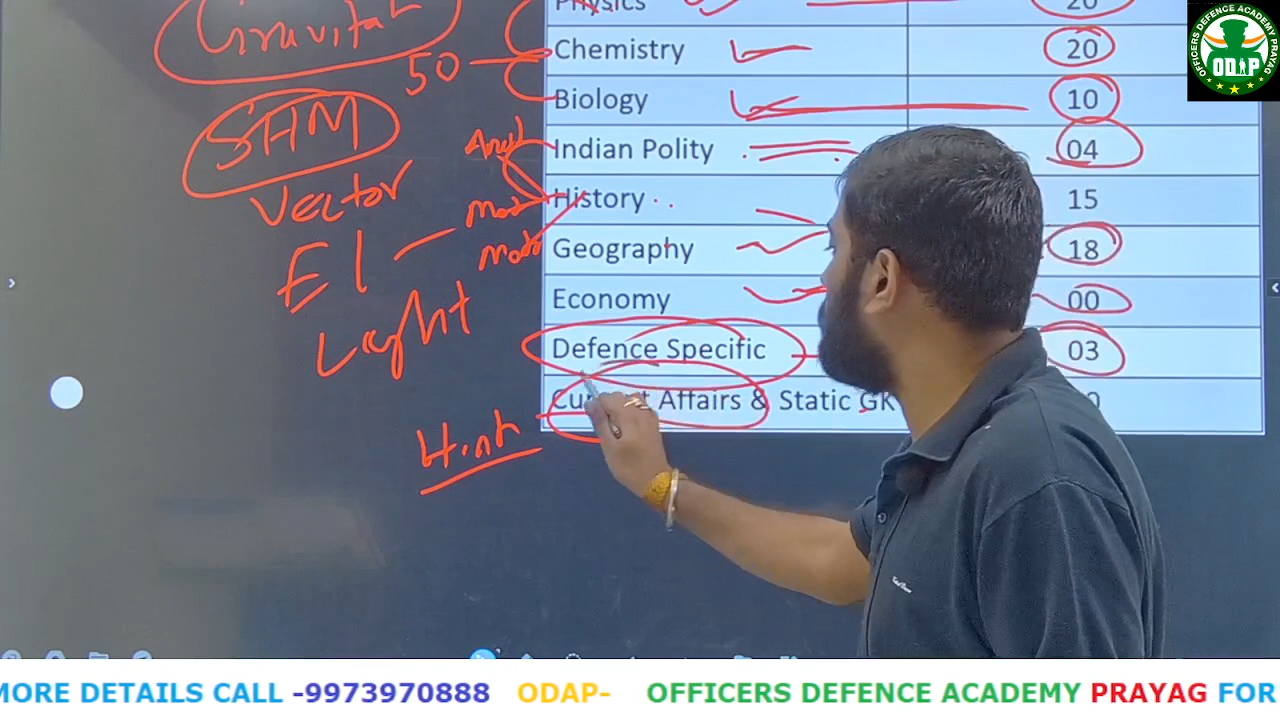 Gravitat
Physics 20
50 Chemistry 20
Biology 10
SHM
Indian Polity 04
Vector
History 15
EI
Geography 18
Light
Economy 00
Defence Specific 03
Affairs & Static GK
OFFICERS DEFENCE ACADEMY PRAYAG
ODAP
MORE DETAILS CALL -9973970888 ODAP- OFFICERS DEFENCE ACADEMY PRAYAG FOR